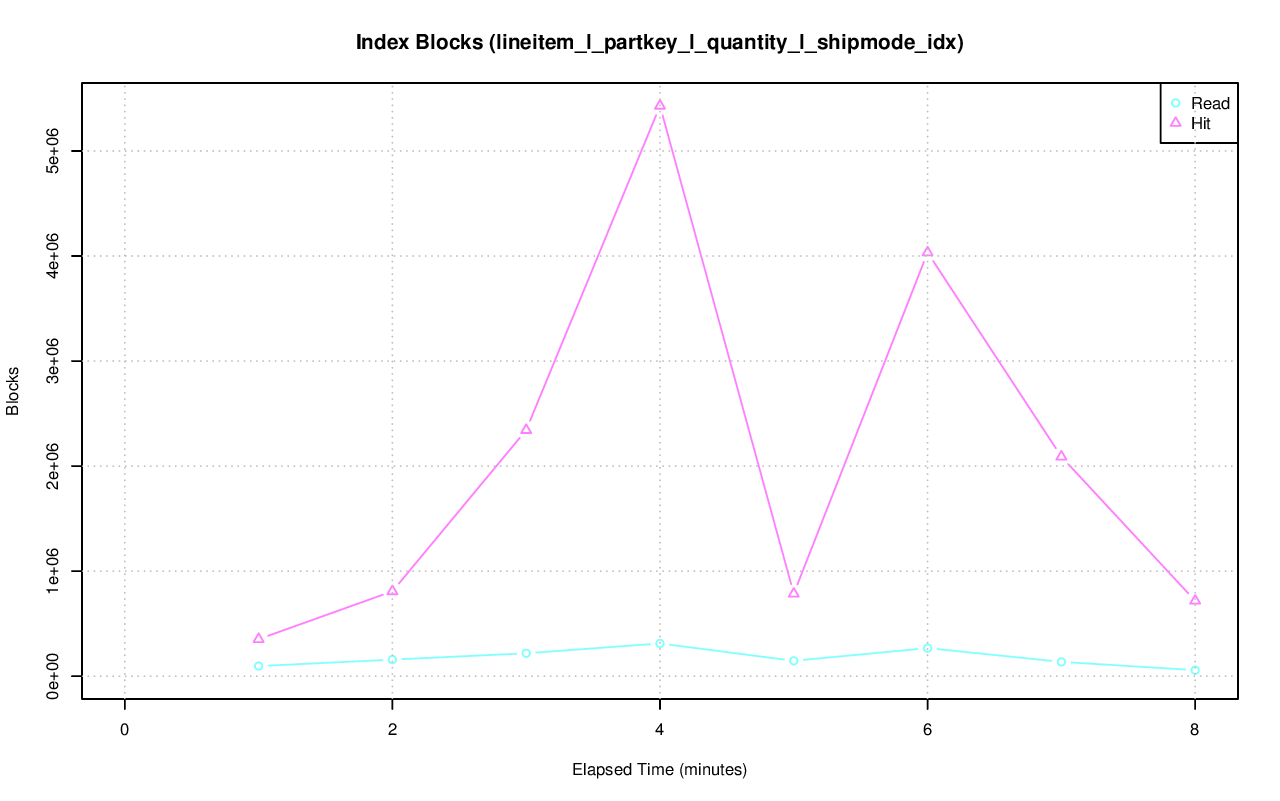 Index Blocks (lineitem_l_partkey_l_quantity_l_shipmode_idx)
Read
Hit
5e+06
4e+06
3e+06
2e+06
1e+06
0e+00
Blocks
0 2 4 6 8
Elapsed Time (minutes)